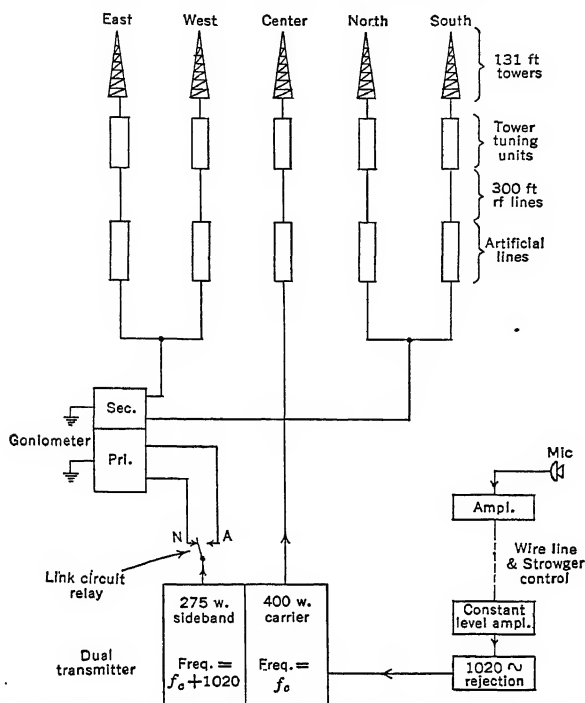 East West Center North South
131 ft
towers
Tower
tuning
units
300 ft
rf lines
Artificial
lines
Sec.
Goniometer
Pri.
Mic
Ampl.
N A
Link circuit
relay
Wire line
& Strowger
control
275 w.
sideband
400 w.
carrier
Constant
level ampl.
Dual
transmitter
Freq. =
f_c + 1020
Freq. =
f_c
1020 ~
rejection